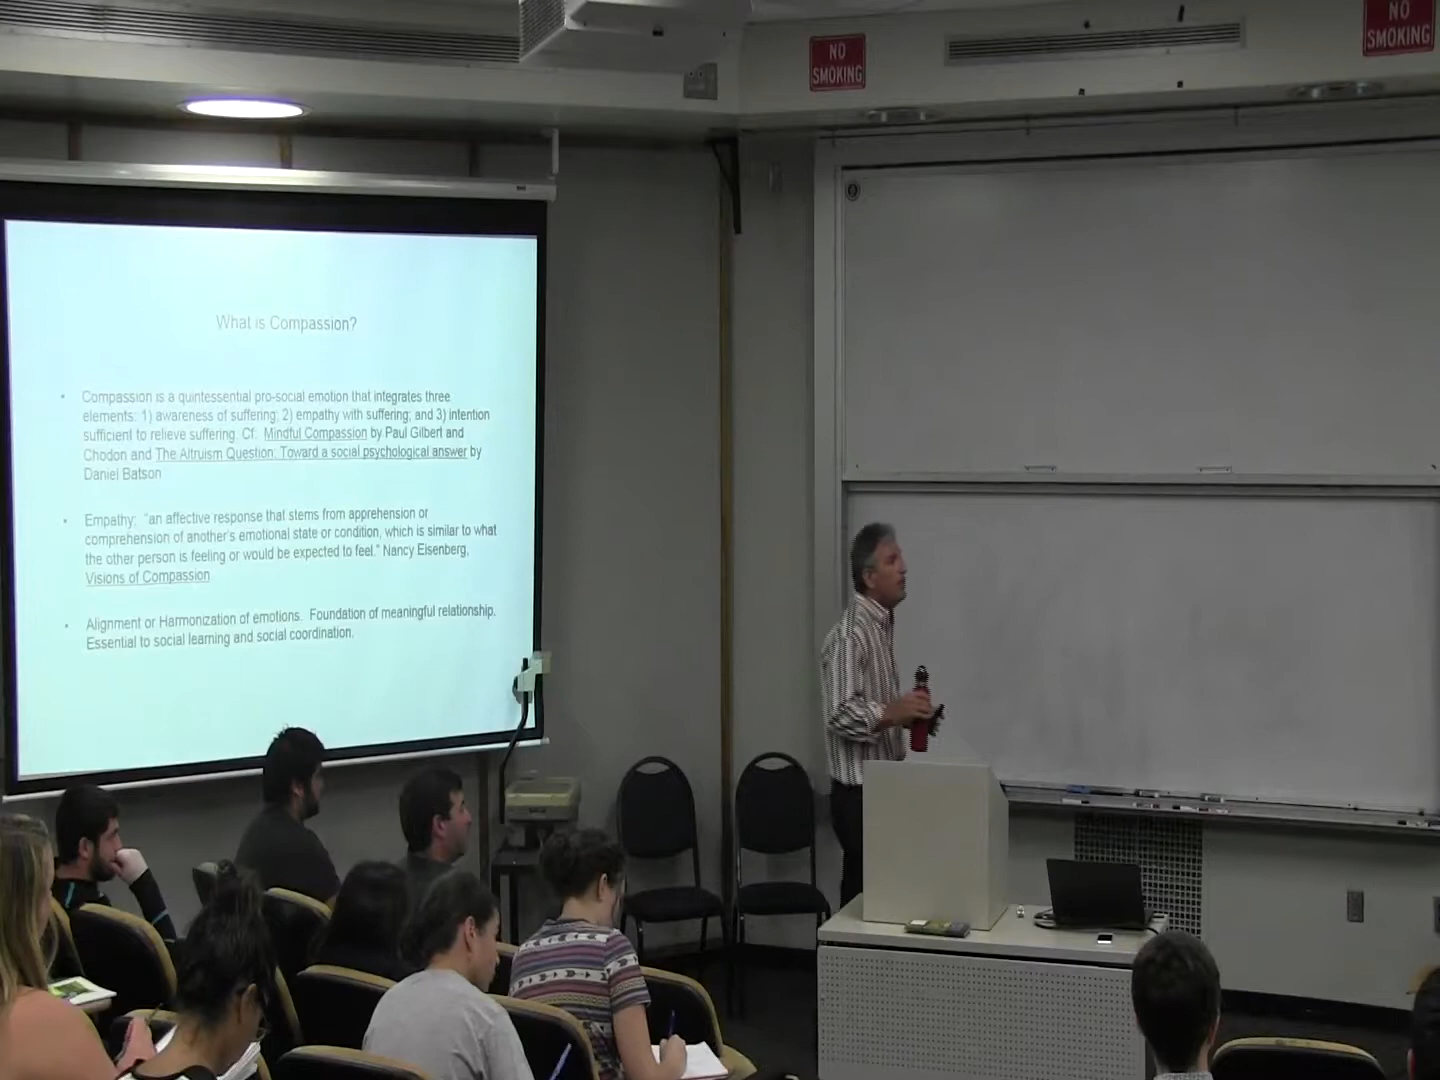 NO
SMOKING
NO
SMOKING
What is Compassion?
• Compassion is a quintessential pro-social emotion that integrates three
elements: 1) awareness of suffering; 2) empathy with suffering; and 3) intention
sufficient to relieve suffering. Cf. Mindful Compassion by Paul Gilbert and
Chodon and The Altruism Question: Toward a social psychological answer by
Daniel Batson
• Empathy: "an affective response that stems from apprehension or
comprehension of another's emotional state or condition, which is similar to what
the other person is feeling or would be expected to feel." Nancy Eisenberg,
Visions of Compassion
• Alignment or Harmonization of emotions. Foundation of meaningful relationship.
Essential to social learning and social coordination.